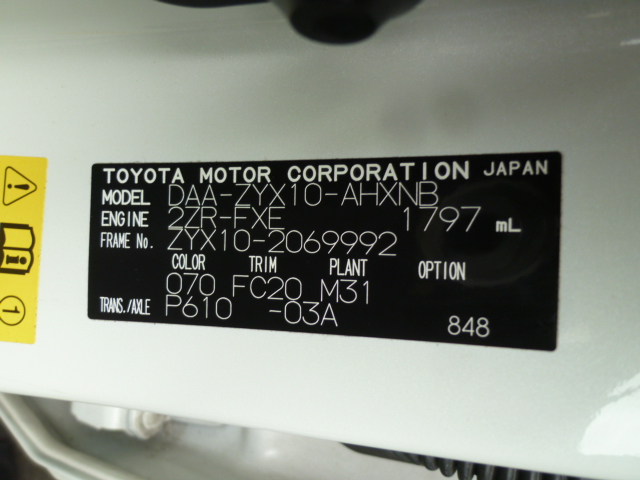 TOYOTA MOTOR CORPORATION JAPAN
MODEL DAA-ZYX10-AHXNB
ENGINE 2ZR-FXE 1797 mL
FRAME No. ZYX10-2069992
COLOR TRIM PLANT OPTION
070 FC20 M31
TRANS./AXLE P610 -03A
848
1